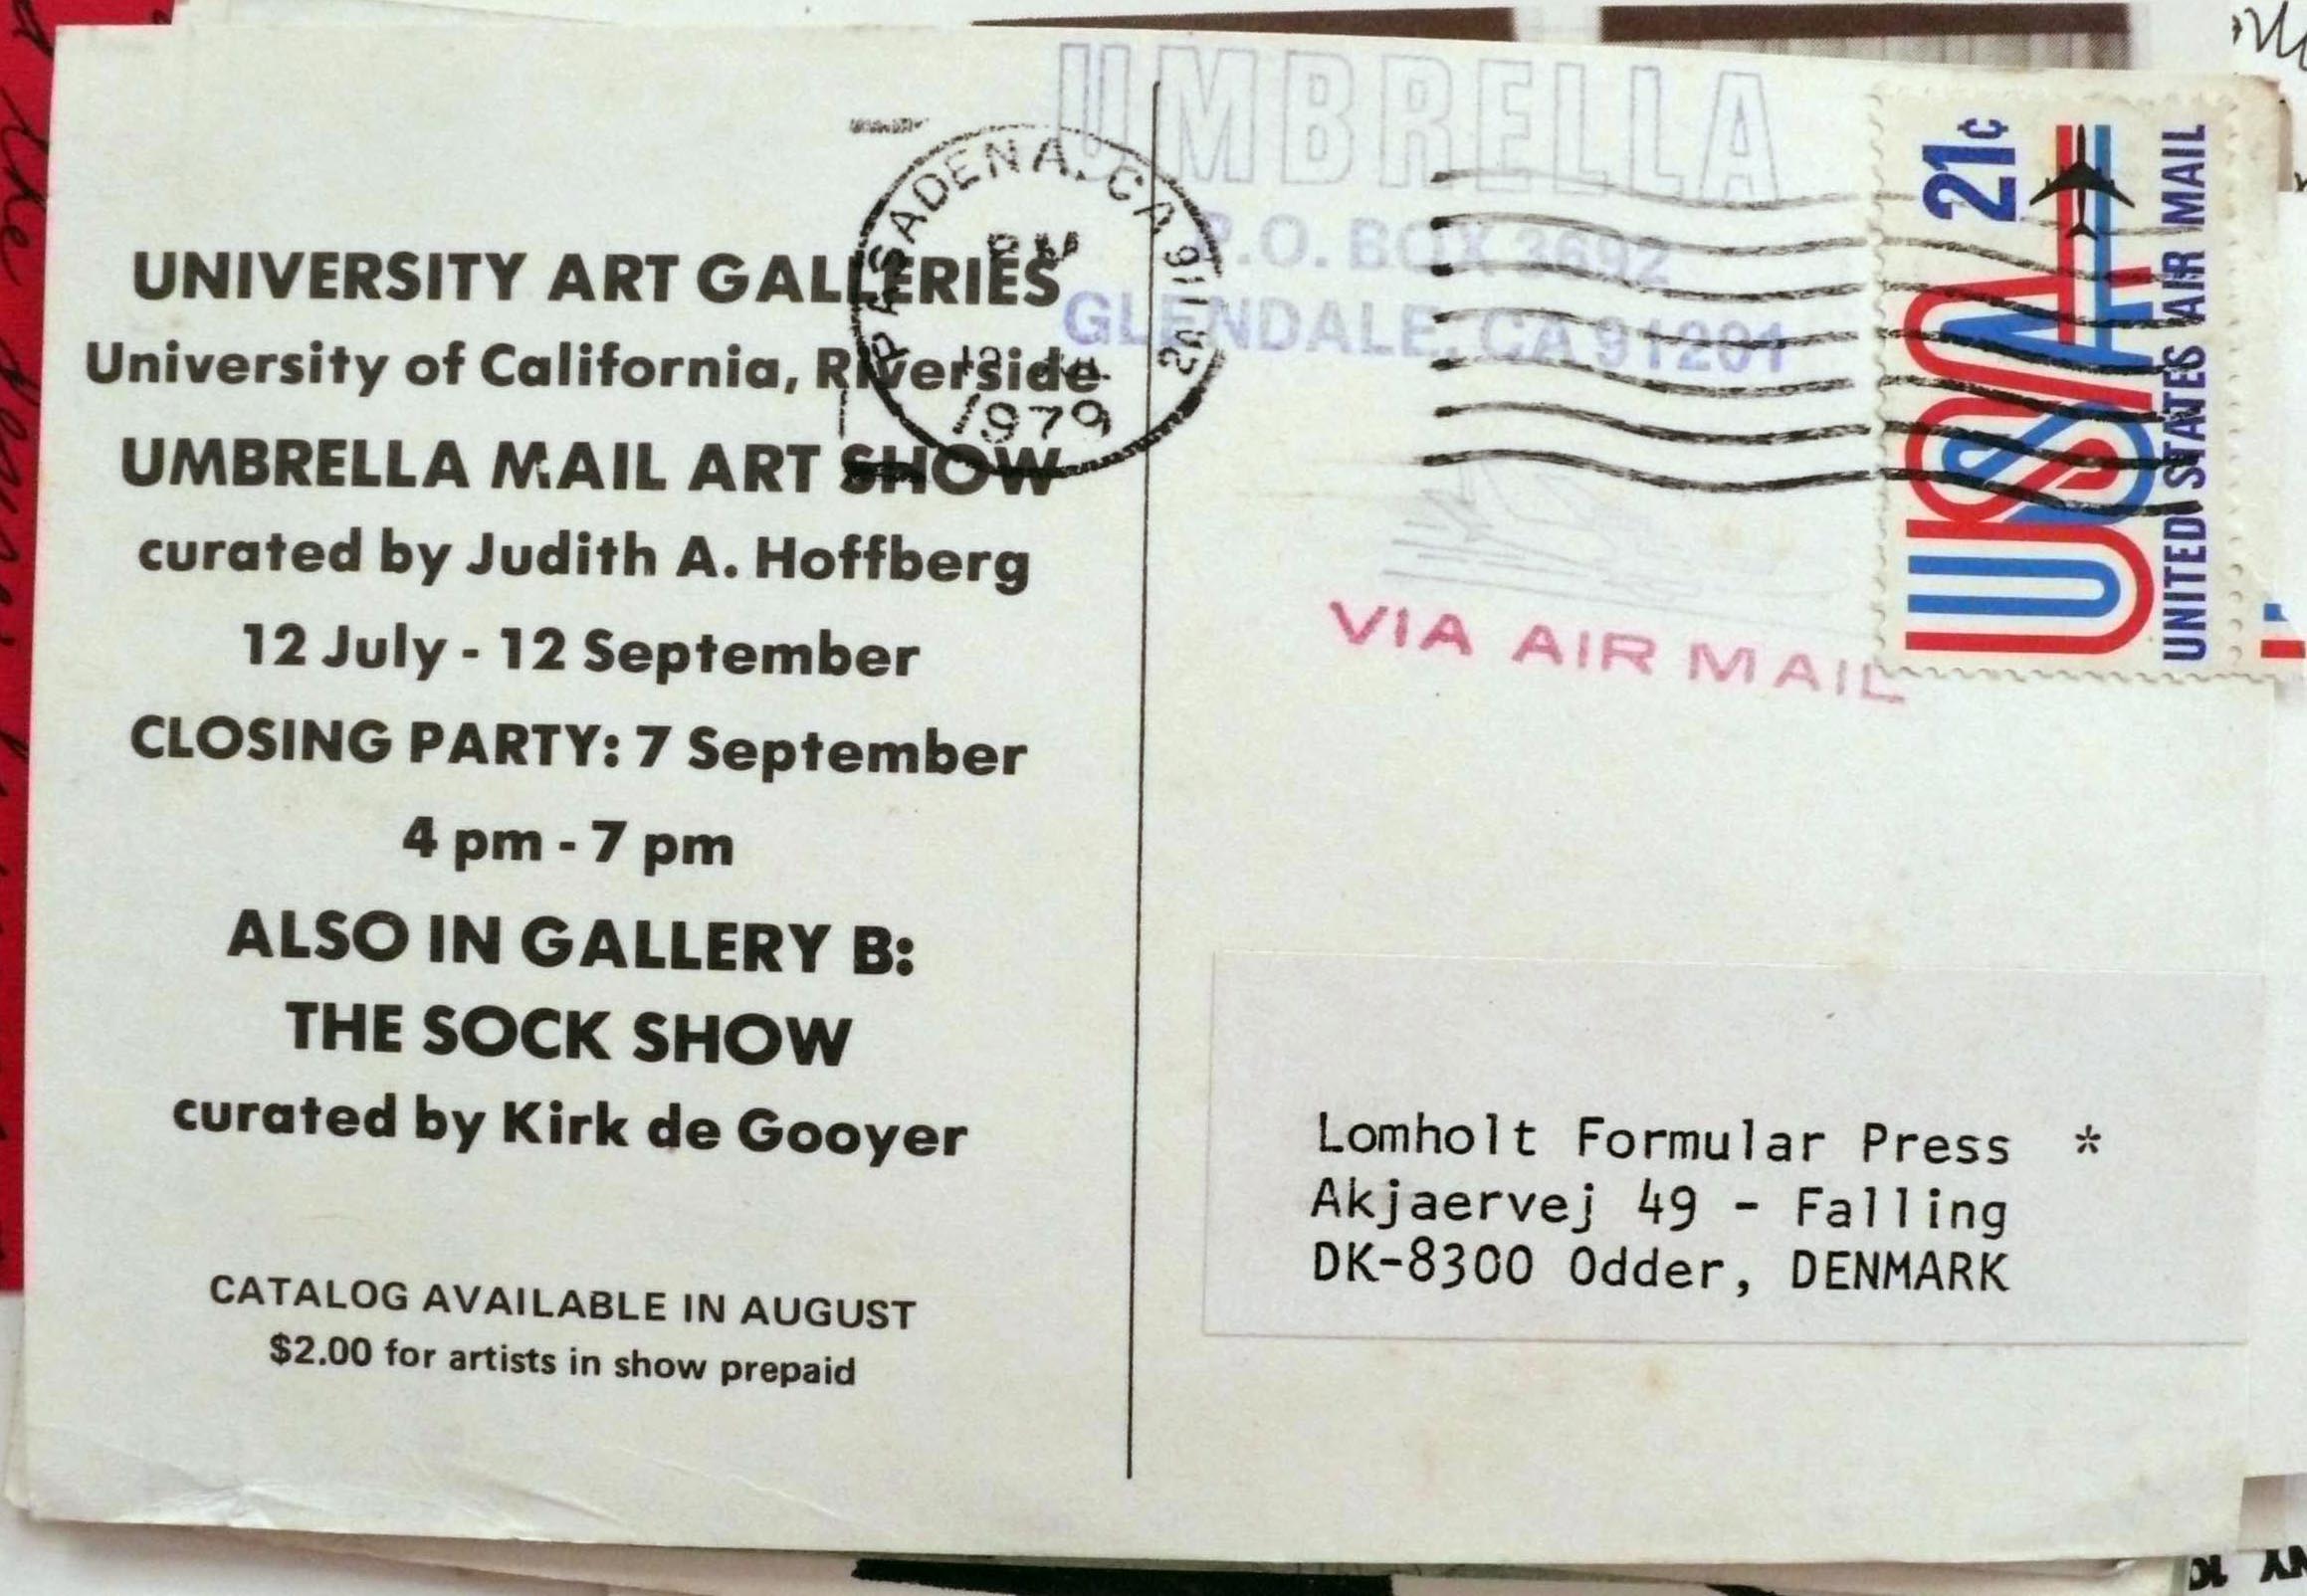 UNIVERSITY ART GALLERIES
University of California, Riverside
UMBRELLA MAIL ART SHOW
curated by Judith A. Hoffberg
12 July - 12 September
CLOSING PARTY: 7 September
4 pm - 7 pm
ALSO IN GALLERY B:
THE SOCK SHOW
curated by Kirk de Gooyer
CATALOG AVAILABLE IN AUGUST
$2.00 for artists in show prepaid
PASADENA, CA 911
PM
12
1979
UMBRELLA
P.O. BOX 3692
GLENDALE, CA 91201
VIA AIR MAIL
21c
USA
UNITED STATES AIR MAIL
Lomholt Formular Press *
Akjaervej 49 - Falling
DK-8300 Odder, DENMARK